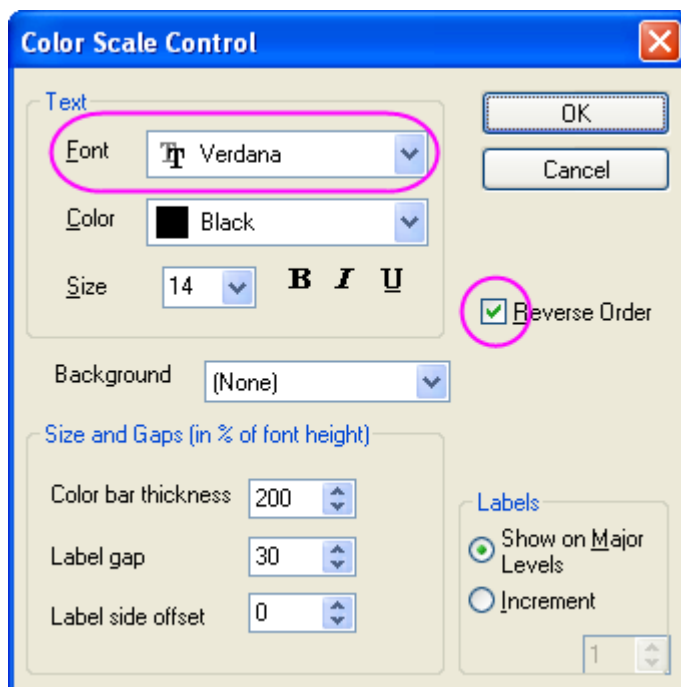 Color Scale Control
Text
Font Verdana
Color Black
Size 14 B I U
OK
Cancel
Reverse Order
Background (None)
Size and Gaps (in % of font height)
Color bar thickness 200
Label gap 30
Label side offset 0
Labels
Show on Major
Levels
Increment
1